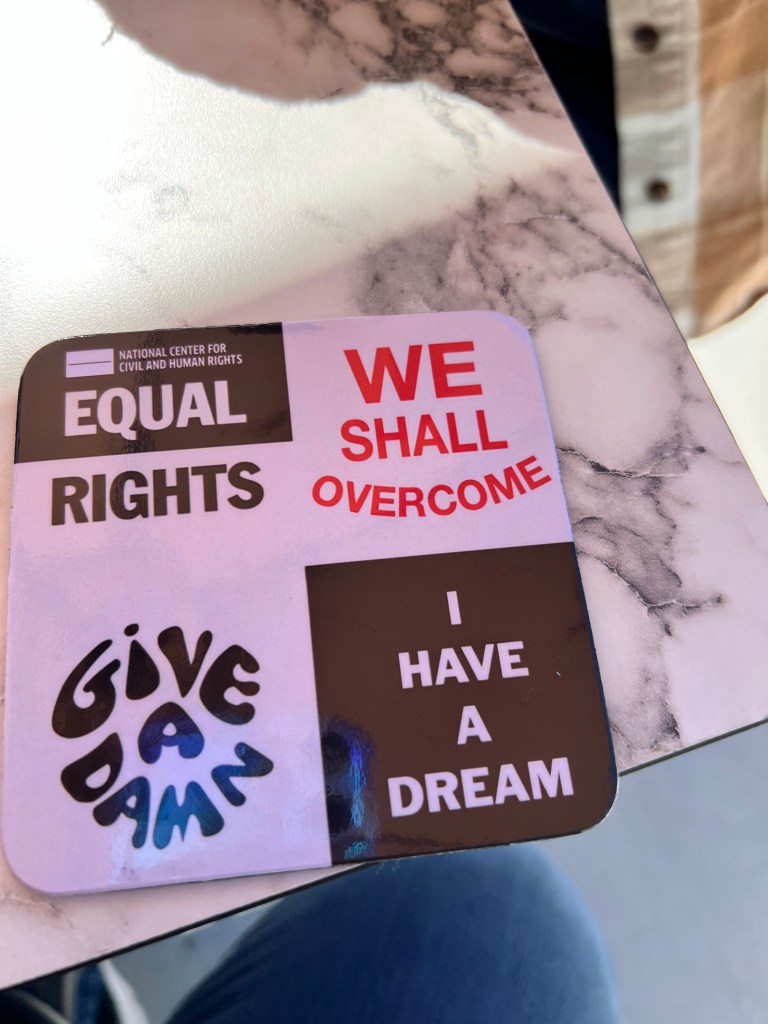 NATIONAL CENTER FOR
CIVIL AND HUMAN RIGHTS
EQUAL
RIGHTS
WE
SHALL
OVERCOME
GiVE
A
DAMN
I
HAVE
A
DREAM